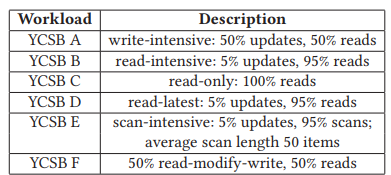 Workload Description
YCSB A write-intensive: 50% updates, 50% reads
YCSB B read-intensive: 5% updates, 95% reads
YCSB C read-only: 100% reads
YCSB D read-latest: 5% updates, 95% reads
YCSB E scan-intensive: 5% updates, 95% scans;
average scan length 50 items
YCSB F 50% read-modify-write, 50% reads